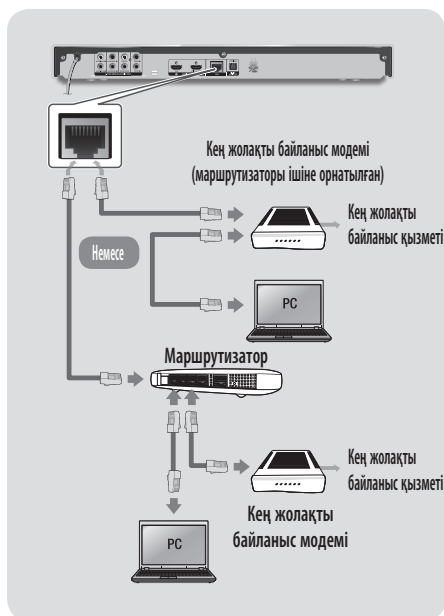 Кең жолақты байланыс модемі
(маршрутизаторы ішіне орнатылған)
Кең жолақты
байланыс қызметі
Немесе
PC
Маршрутизатор
Кең жолақты
байланыс қызметі
Кең жолақты
байланыс модемі
PC